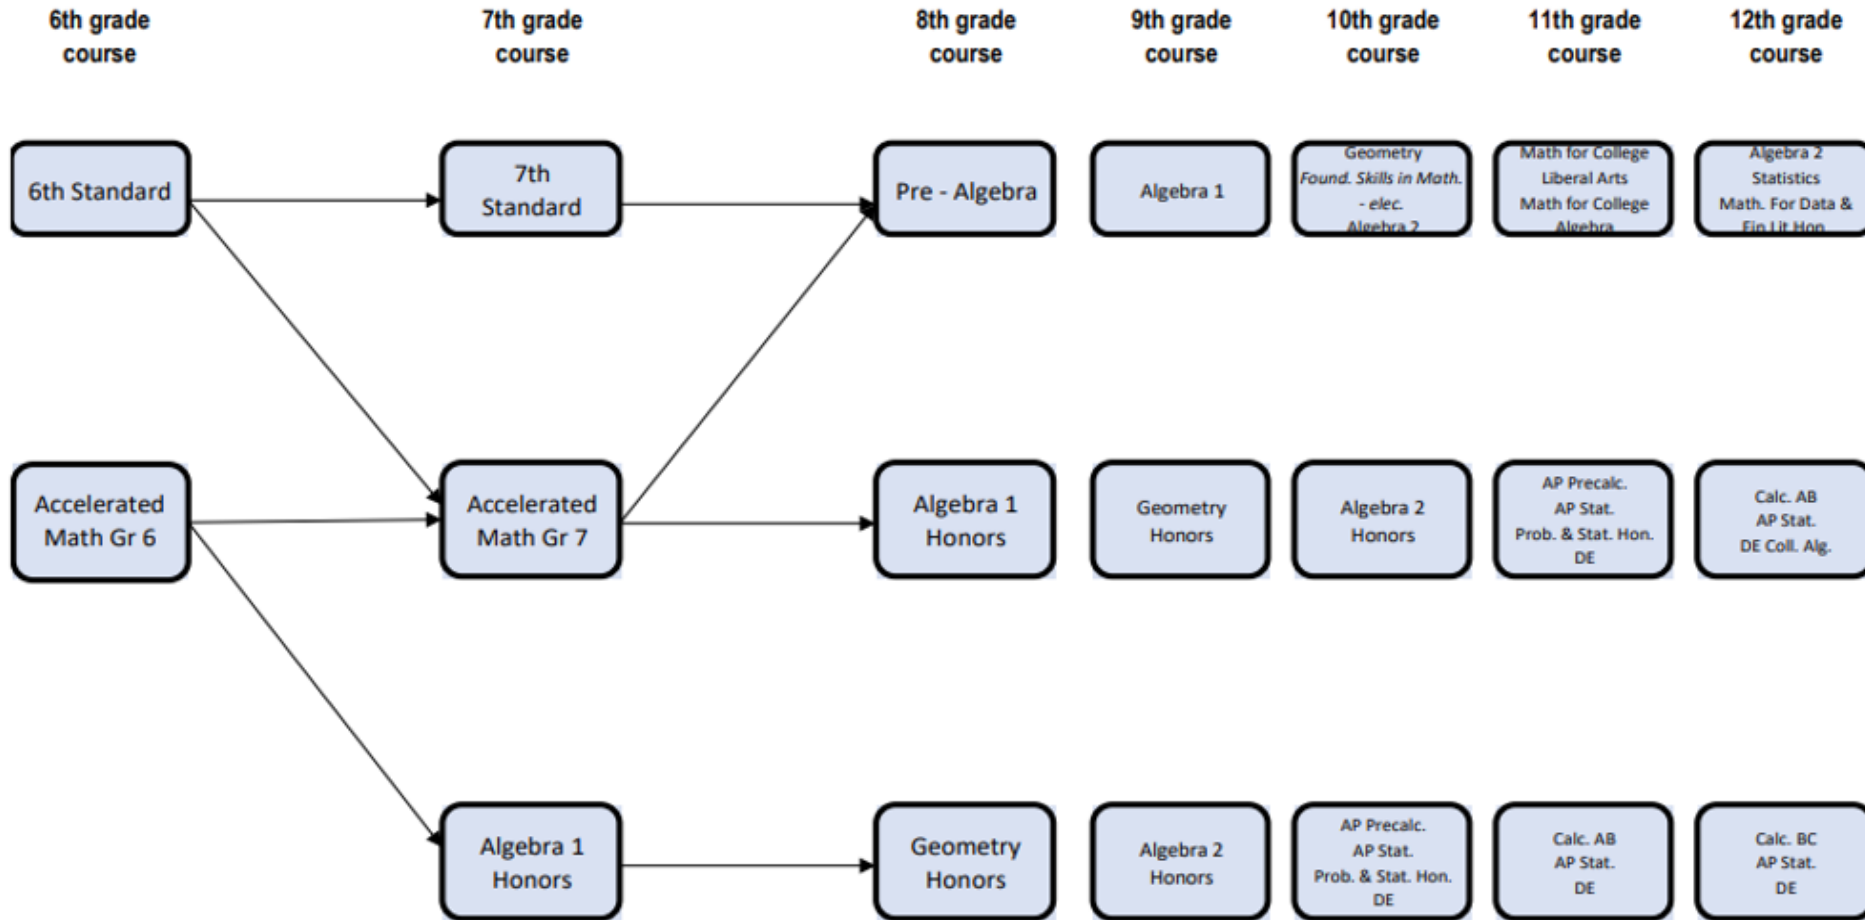 6th grade
course
7th grade
course
8th grade
course
9th grade
course
10th grade
course
11th grade
course
12th grade
course
6th Standard
7th
Standard
Pre - Algebra
Algebra 1
Geometry
Found. Skills in Math.
- elec.
Algebra 2
Math for College
Liberal Arts
Math for College
Algebra
Algebra 2
Statistics
Math. For Data &
Fin Lit Hon
Accelerated
Math Gr 6
Accelerated
Math Gr 7
Algebra 1
Honors
Geometry
Honors
Algebra 2
Honors
AP Precalc.
AP Stat.
Prob. & Stat. Hon.
DE
Calc. AB
AP Stat.
DE Coll. Alg.
Algebra 1
Honors
Geometry
Honors
Algebra 2
Honors
AP Precalc.
AP Stat.
Prob. & Stat. Hon.
DE
Calc. AB
AP Stat.
DE
Calc. BC
AP Stat.
DE